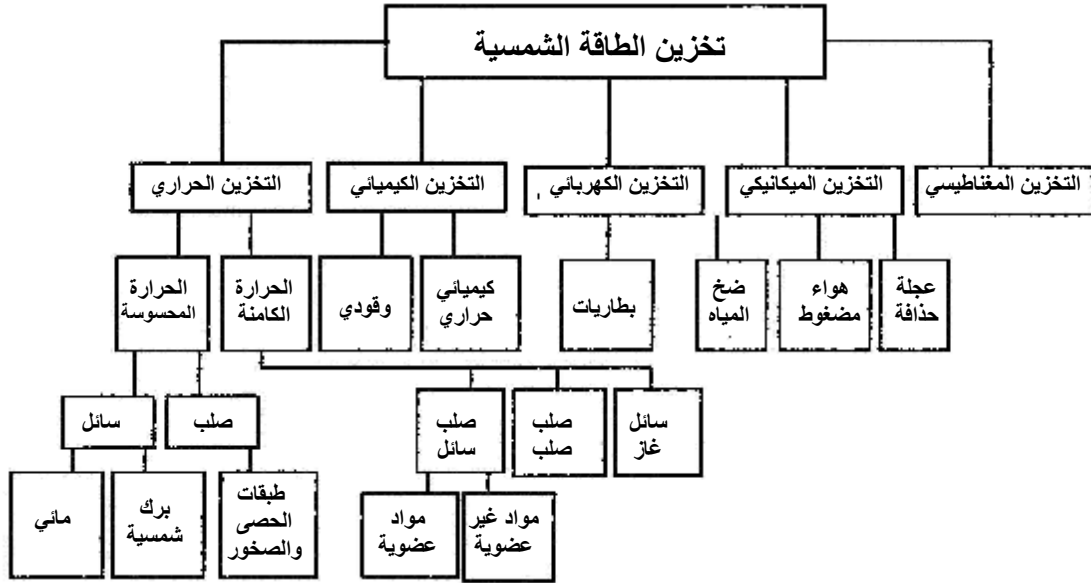 تخزين الطاقة الشمسية
التخزين المغناطيسي
التخزين الميكانيكي
التخزين الكهربائي
التخزين الكيميائي
التخزين الحراري
عجلة
حذافة
هواء
مضغوط
ضخ
المياه
بطاريات
كيميائي
حراري
وقودي
الحرارة
الكامنة
الحرارة
المحسوسة
سائل
غاز
صلب
صلب
صلب
سائل
صلب
سائل
مواد غير
عضوية
مواد
عضوية
طبقات
الحصى
والصخور
برك
شمسية
مائي